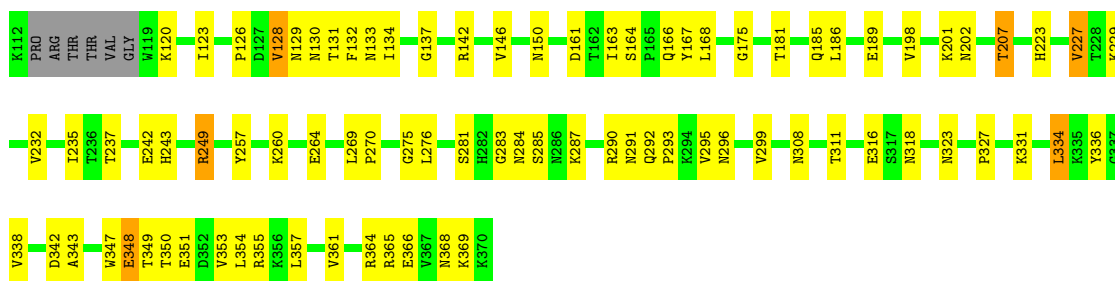 K112 PRO ARG THR THR VAL GLY W119 K120 I123 P126 D127 V128 N129 N130 T131 F132 N133 I134 G137 R142 V146 N150 D161 T162 I163 S164 P165 Q166 Y167 L168 G175 T181 Q185 L186 E189 V198 K201 N202 T207 H223 V227 T228
V232 I235 T236 T237 E242 H243 R249 Y257 K260 E264 L269 P270 G275 L276 S281 H282 G283 N284 S285 N286 K287 R290 N291 Q292 P293 K294 V295 N296 V299 N308 T311 E316 S317 N318 N323 P327 K331 L334 K335 Y336
V338 D342 A343 W347 E348 T349 T350 E351 D352 V353 L354 R355 K356 L357 V361 R364 R365 E366 V367 N368 K369 K370